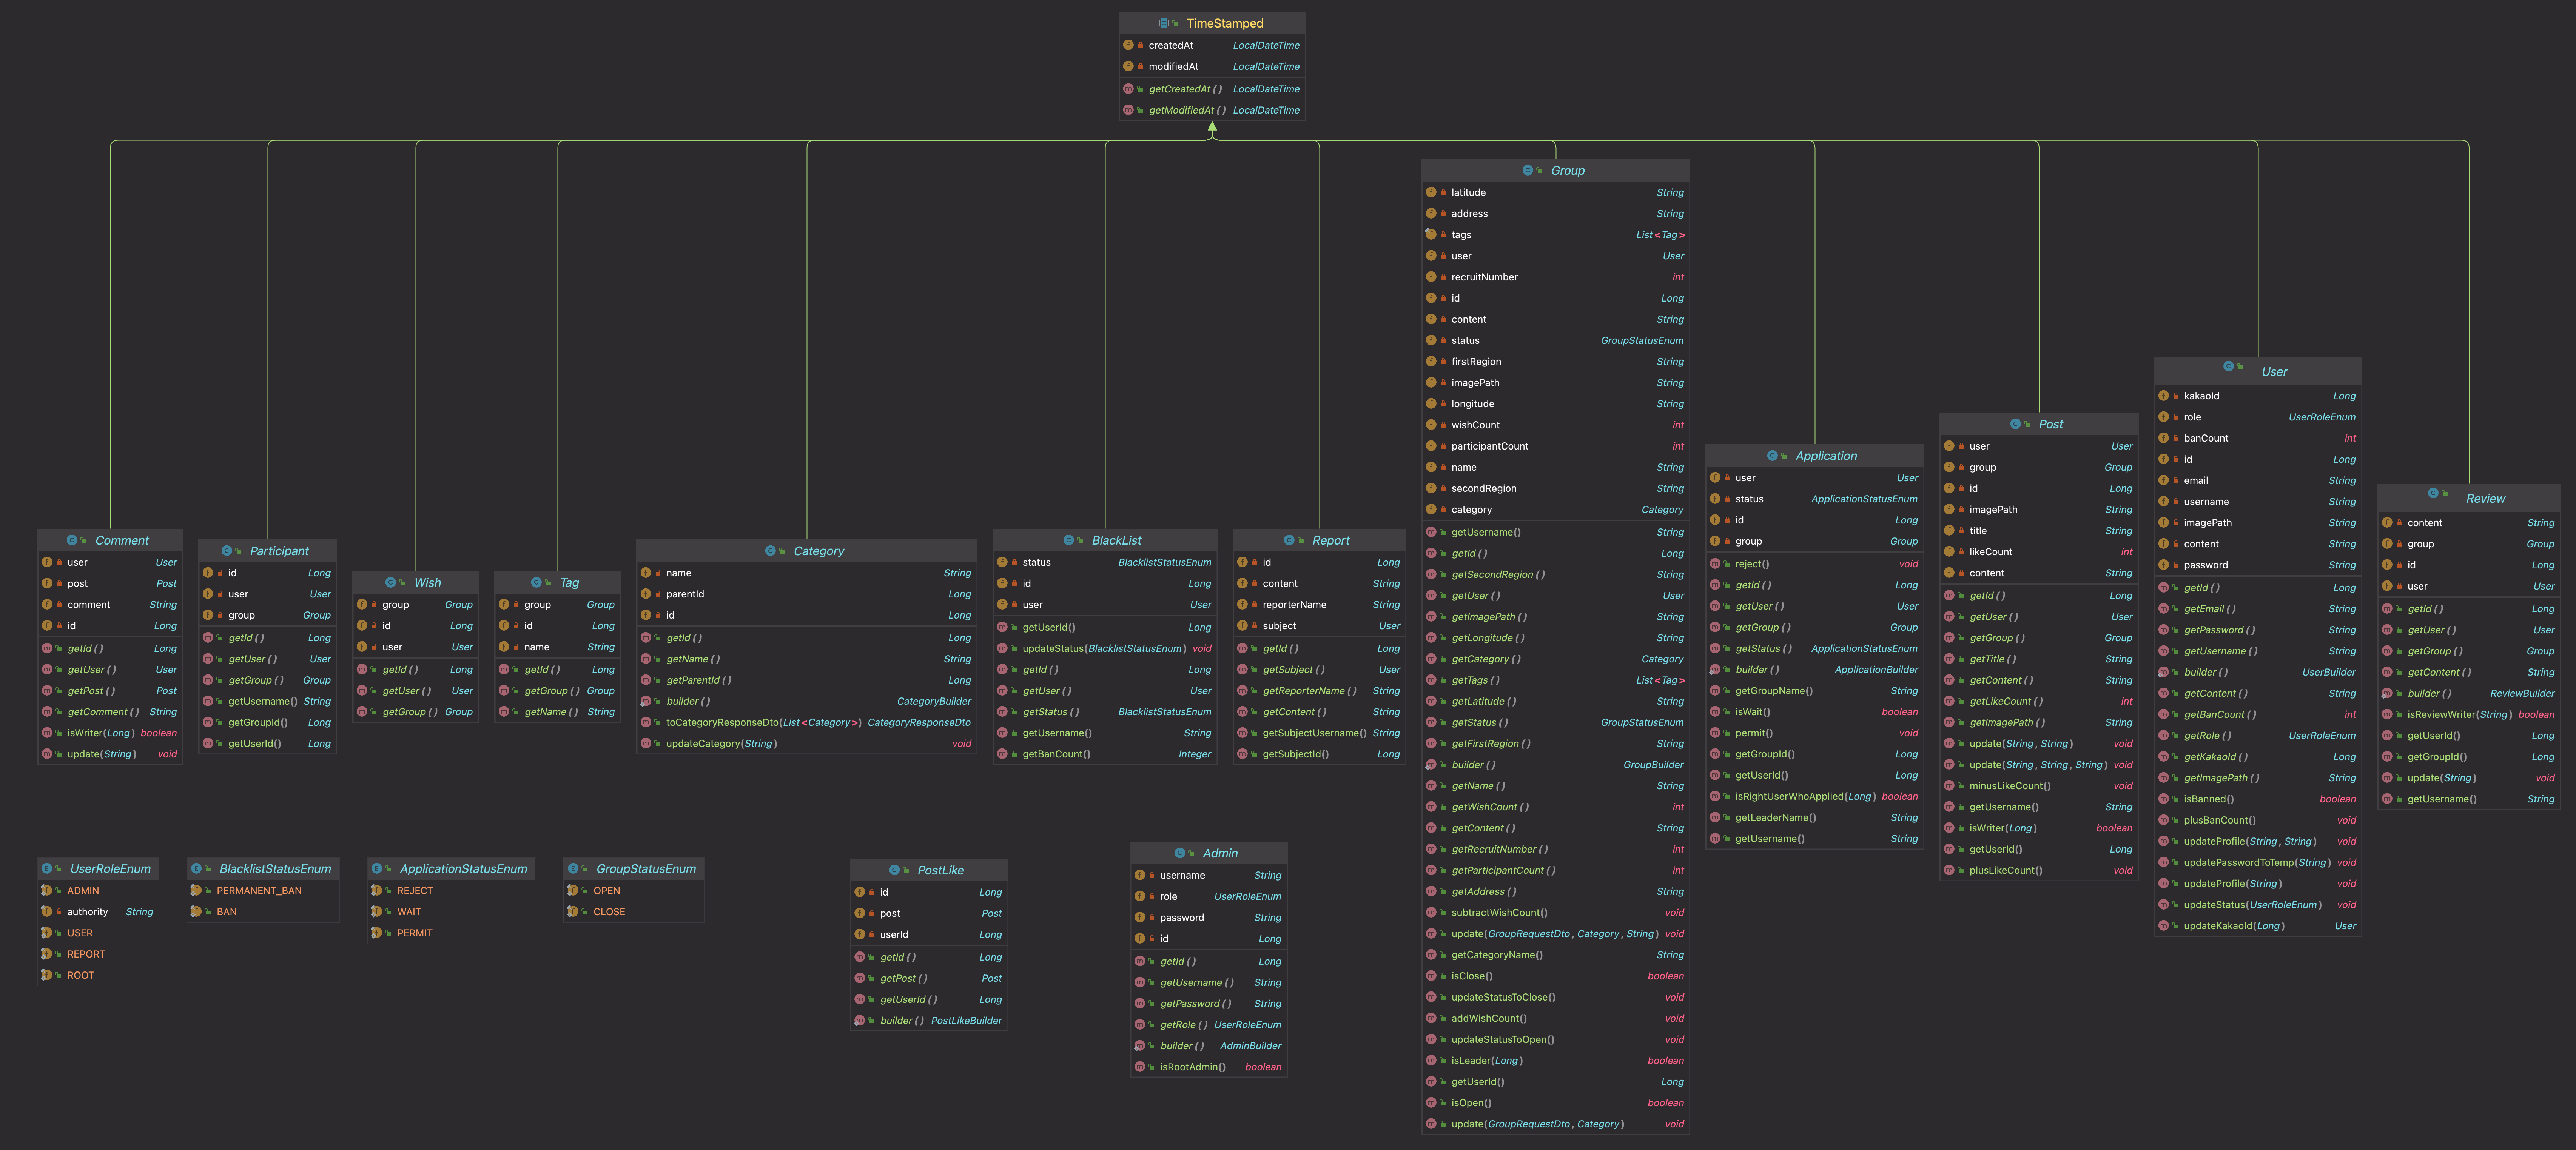 TimeStamped
createdAt LocalDateTime
modifiedAt LocalDateTime
getCreatedAt () LocalDateTime
getModifiedAt () LocalDateTime
Comment
user User
post Post
comment String
id Long
getId () Long
getUser () User
getPost () Post
getComment () String
isWriter(Long) boolean
update(String) void
Participant
id Long
user User
group Group
getId () Long
getUser () User
getGroup () Group
getUsername() String
getGroupId() Long
getUserId() Long
Wish
group Group
id Long
user User
getId () Long
getUser () User
getGroup () Group
Tag
group Group
id Long
name String
getId () Long
getGroup () Group
getName () String
Category
name String
parentId Long
id Long
getId () Long
getName () String
getParentId () Long
builder () CategoryBuilder
toCategoryResponseDto(List<Category>) CategoryResponseDto
updateCategory(String) void
BlackList
status BlacklistStatusEnum
id Long
user User
getUserId() Long
updateStatus(BlacklistStatusEnum) void
getId () Long
getUser () User
getStatus () BlacklistStatusEnum
getUsername() String
getBanCount() Integer
Report
id Long
content String
reporterName String
subject User
getId () Long
getSubject () User
getReporterName () String
getContent () String
getSubjectUsername() String
getSubjectId() Long
Group
latitude String
address String
tags List<Tag>
user User
recruitNumber int
id Long
content String
status GroupStatusEnum
firstRegion String
imagePath String
longitude String
wishCount int
participantCount int
name String
secondRegion String
category Category
getUsername() String
getId () Long
getSecondRegion () String
getUser () User
getImagePath () String
getLongitude () String
getCategory () Category
getTags () List<Tag>
getLatitude () String
getStatus () GroupStatusEnum
getFirstRegion () String
builder () GroupBuilder
getName () String
getWishCount () int
getContent () String
getRecruitNumber () int
getParticipantCount () int
getAddress () String
subtractWishCount() void
update(GroupRequestDto, Category, String) void
getCategoryName() String
isClose() boolean
updateStatusToClose() void
addWishCount() void
updateStatusToOpen() void
isLeader(Long) boolean
getUserId() Long
isOpen() boolean
update(GroupRequestDto, Category) void
Application
user User
status ApplicationStatusEnum
id Long
group Group
reject() void
getId () Long
getUser () User
getGroup () Group
getStatus () ApplicationStatusEnum
builder () ApplicationBuilder
getGroupName() String
isWait() boolean
permit() void
getGroupId() Long
getUserId() Long
isRightUserWhoApplied(Long) boolean
getLeaderName() String
getUsername() String
Post
user User
group Group
id Long
imagePath String
title String
likeCount int
content String
getId () Long
getUser () User
getGroup () Group
getTitle () String
getContent () String
getLikeCount () int
getImagePath () String
update(String, String) void
update(String, String, String) void
minusLikeCount() void
getUsername() String
isWriter(Long) boolean
getUserId() Long
plusLikeCount() void
User
kakaoId Long
role UserRoleEnum
banCount int
id Long
email String
username String
imagePath String
content String
password String
getId () Long
getEmail () String
getPassword () String
getUsername () String
builder () UserBuilder
getContent () String
getBanCount () int
getRole () UserRoleEnum
getKakaoId () Long
getImagePath () String
isBanned() boolean
plusBanCount() void
updateProfile(String, String) void
updatePasswordToTemp(String) void
updateProfile(String) void
updateStatus(UserRoleEnum) void
updateKakaoId(Long) User
Review
content String
group Group
id Long
user User
getId () Long
getUser () User
getGroup () Group
getContent () String
builder () ReviewBuilder
isReviewWriter(String) boolean
getUserId() Long
getGroupId() Long
update(String) void
getUsername() String
UserRoleEnum
ADMIN
authority String
USER
REPORT
ROOT
BlacklistStatusEnum
PERMANENT_BAN
BAN
ApplicationStatusEnum
REJECT
WAIT
PERMIT
GroupStatusEnum
OPEN
CLOSE
PostLike
id Long
post Post
userId Long
getId () Long
getPost () Post
getUserId () Long
builder () PostLikeBuilder
Admin
username String
role UserRoleEnum
password String
id Long
getId () Long
getUsername () String
getPassword () String
getRole () UserRoleEnum
builder () AdminBuilder
isRootAdmin() boolean